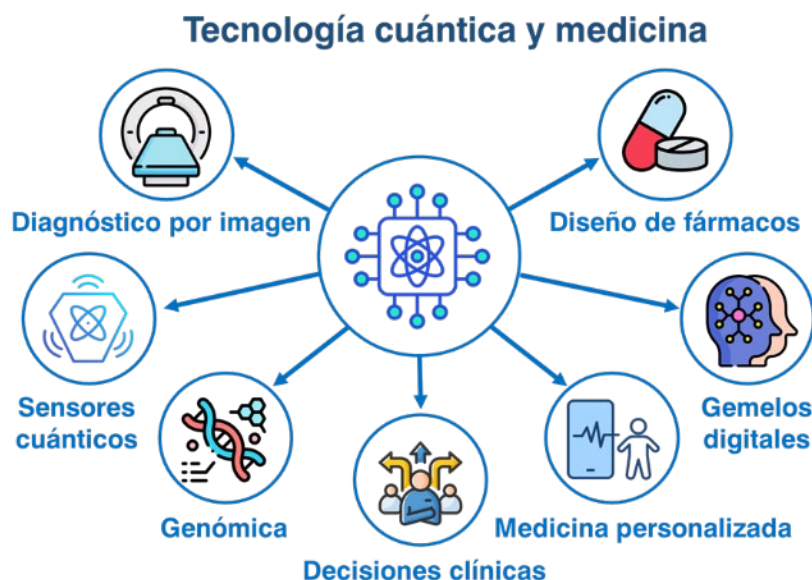 Tecnología cuántica y medicina
Diagnóstico por imagen
Diseño de fármacos
Sensores
cuánticos
Gemelos
digitales
Genómica
Medicina personalizada
Decisiones clínicas